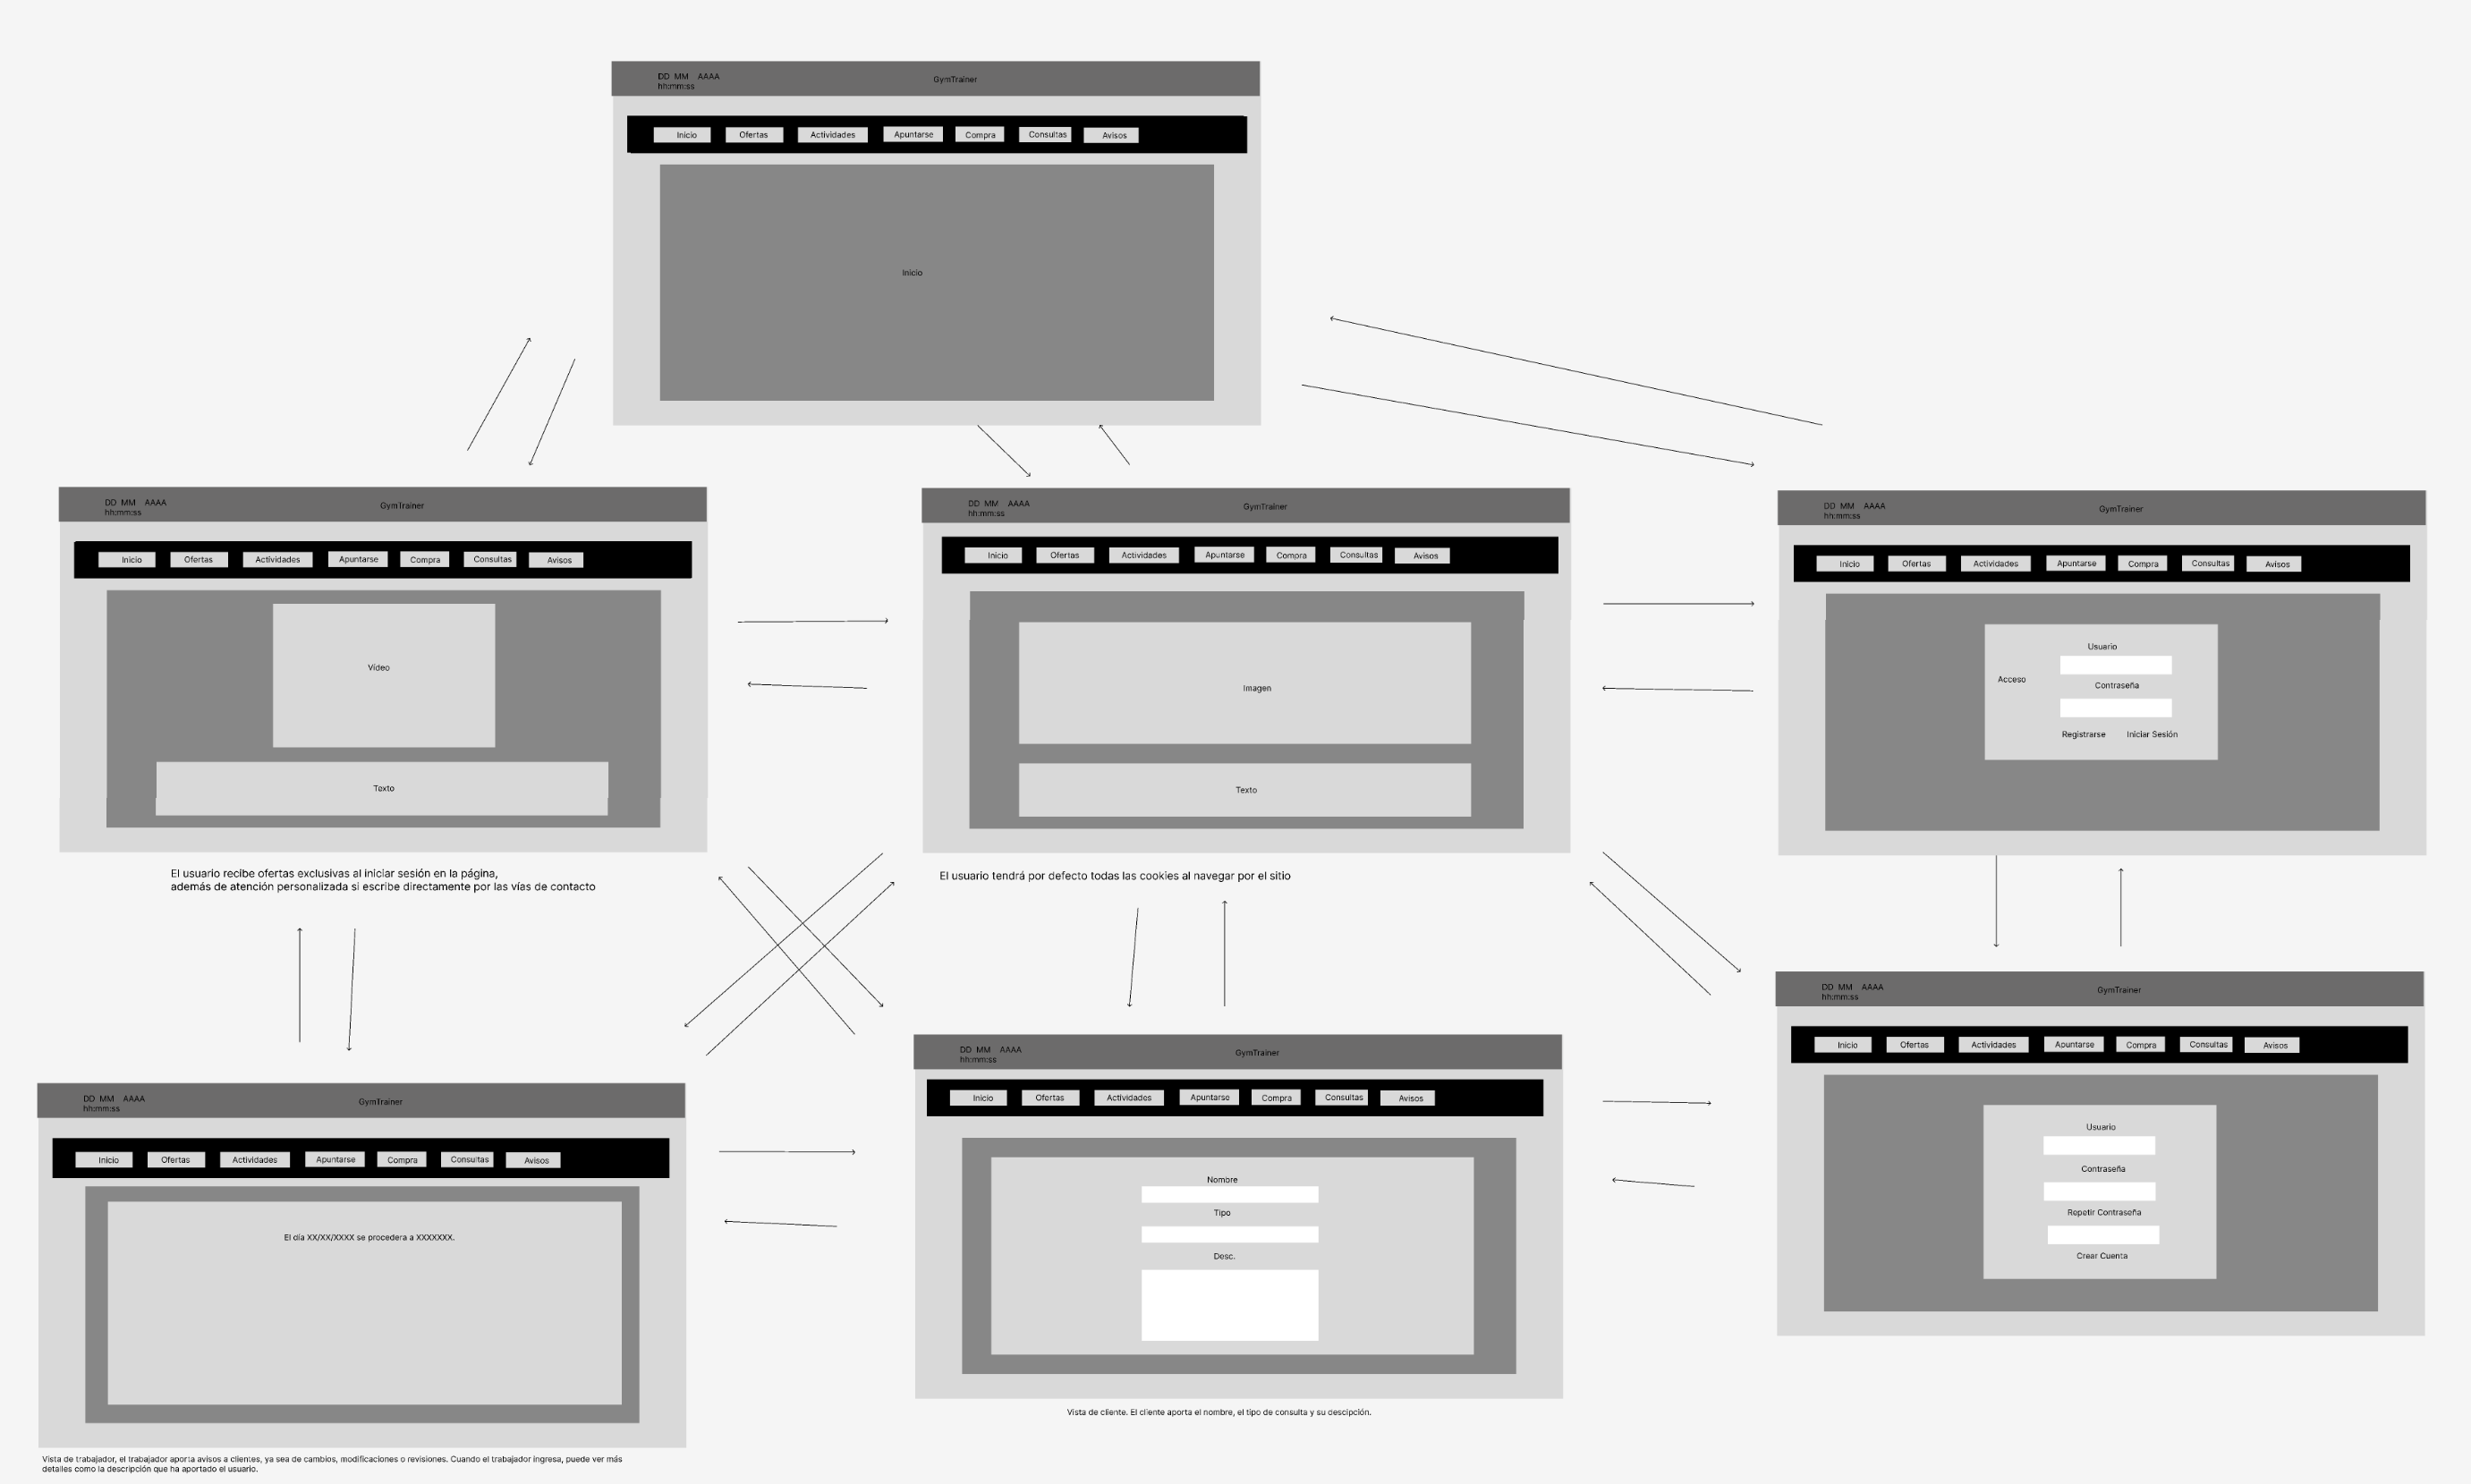 DD MM AAAA
hh:mm:ss
GymTrainer
Inicio Ofertas Actividades Apuntarse Compra Consultas Avisos
Inicio
DD MM AAAA
hh:mm:ss
GymTrainer
Inicio Ofertas Actividades Apuntarse Compra Consultas Avisos
Vídeo
Texto
El usuario recibe ofertas exclusivas al iniciar sesión en la página,
además de atención personalizada si escribe directamente por las vías de contacto
DD MM AAAA
hh:mm:ss
GymTrainer
Inicio Ofertas Actividades Apuntarse Compra Consultas Avisos
Imagen
Texto
El usuario tendrá por defecto todas las cookies al navegar por el sitio
DD MM AAAA
hh:mm:ss
GymTrainer
Inicio Ofertas Actividades Apuntarse Compra Consultas Avisos
Usuario
Acceso
Contraseña
Registrarse Iniciar Sesión
DD MM AAAA
hh:mm:ss
GymTrainer
Inicio Ofertas Actividades Apuntarse Compra Consultas Avisos
El día XX/XX/XXXX se procedera a XXXXXXX.
Vista de trabajador, el trabajador aporta avisos a clientes, ya sea de cambios, modificaciones o revisiones. Cuando el trabajador ingresa, puede ver más
detalles como la descripción que ha aportado el usuario.
DD MM AAAA
hh:mm:ss
GymTrainer
Inicio Ofertas Actividades Apuntarse Compra Consultas Avisos
Nombre
Tipo
Desc.
Vista de cliente. El cliente aporta el nombre, el tipo de consulta y su descipción.
DD MM AAAA
hh:mm:ss
GymTrainer
Inicio Ofertas Actividades Apuntarse Compra Consultas Avisos
Usuario
Contraseña
Repetir Contraseña
Crear Cuenta